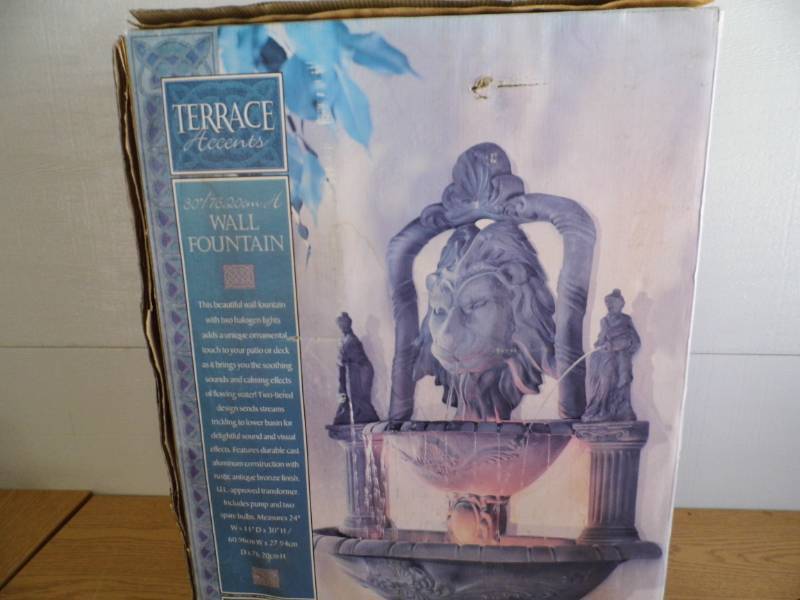 TERRACE
Accents
30"/76.20cm H
WALL
FOUNTAIN
This beautiful wall fountain
with two halogen lights
adds a unique ornamental
touch to your patio or deck
as it brings you the soothing
sounds and calming effects
of flowing water! Two-tiered
design sends streams
trickling to lower basin for
delightful sound and visual
effects. Features durable cast
aluminum construction with
rustic antique bronze finish.
U.L. approved transformer.
Includes pump and two
spare bulbs. Measures 24"
W x 11" D x 30" H /
60.96cm W x 27.94cm
D x 76.20cm H.